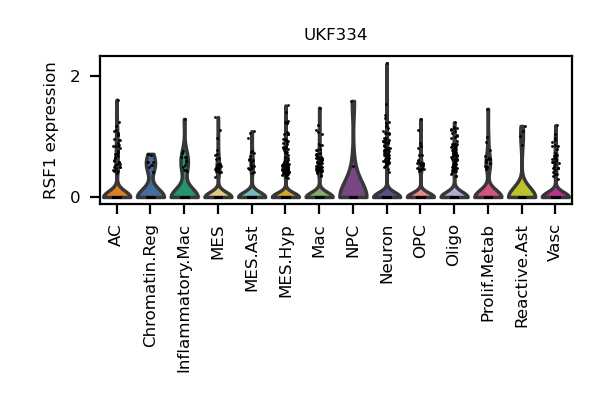 UKF334
RSF1 expression
2
0
AC
Chromatin.Reg
Inflammatory.Mac
MES
MES.Ast
MES.Hyp
Mac
NPC
Neuron
OPC
Oligo
Prolif.Metab
Reactive.Ast
Vasc